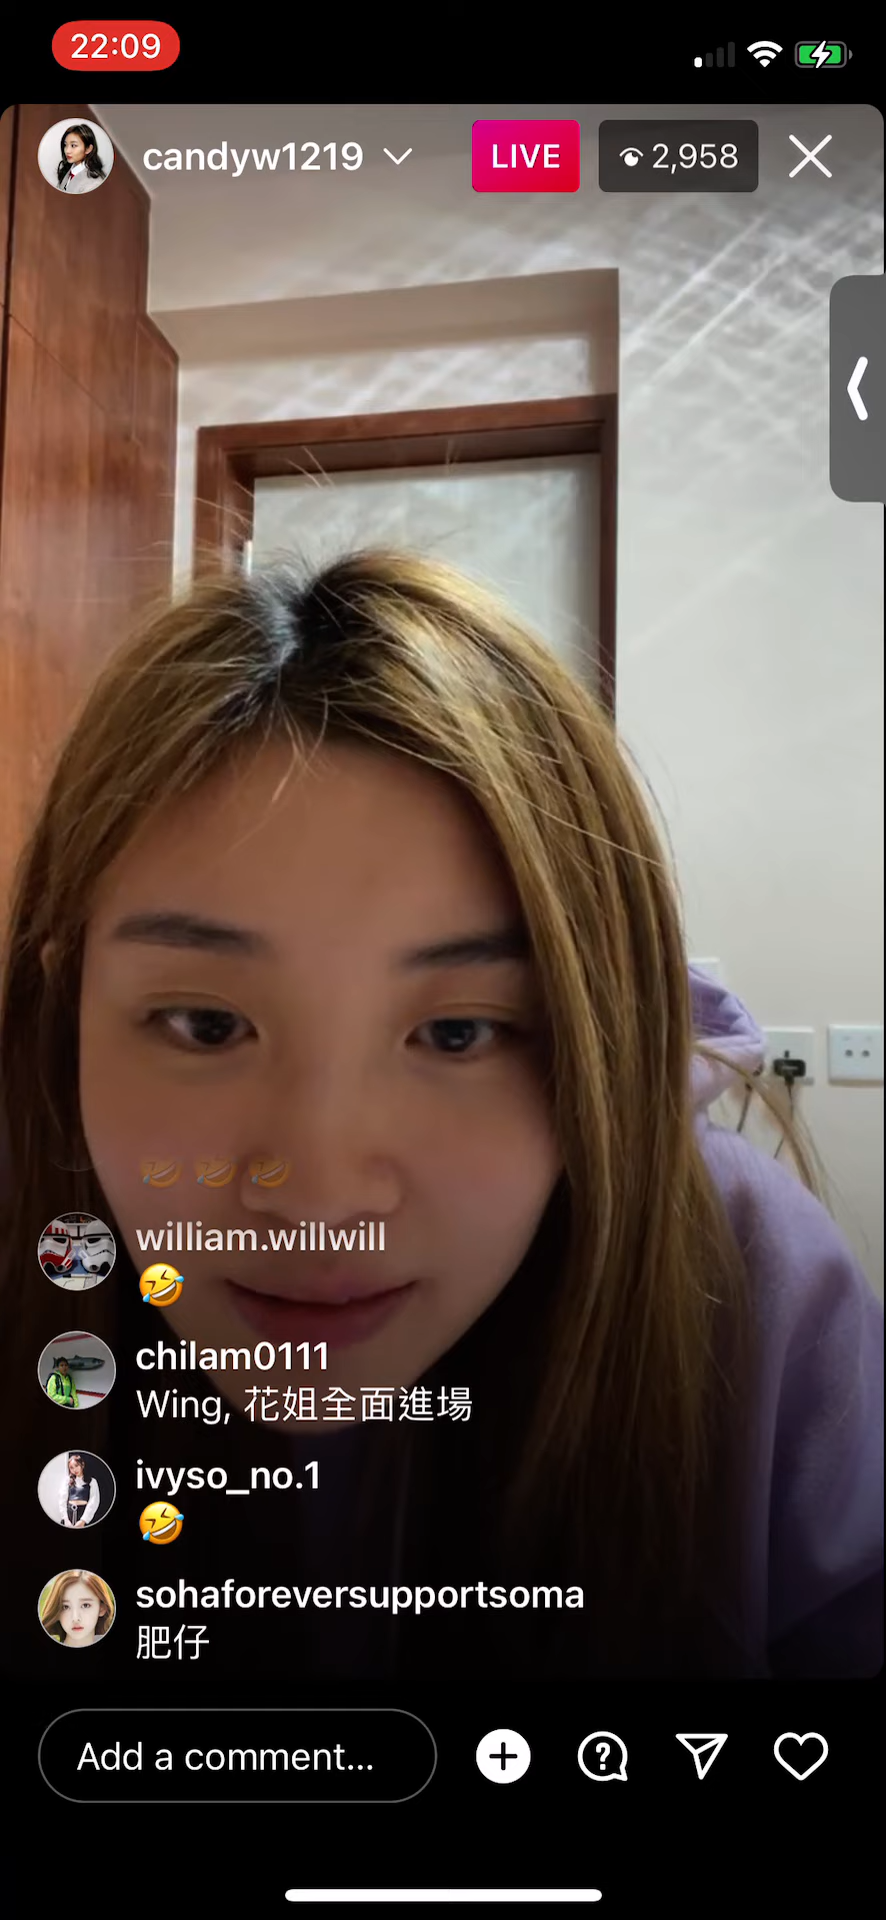 22:09
candyw1219
LIVE
2,958
🤣🤣🤣
william.willwill
🤣
chilam0111
Wing, 花姐全面進場
ivyso_no.1
🤣
sohaforeversupportsoma
肥仔
Add a comment...